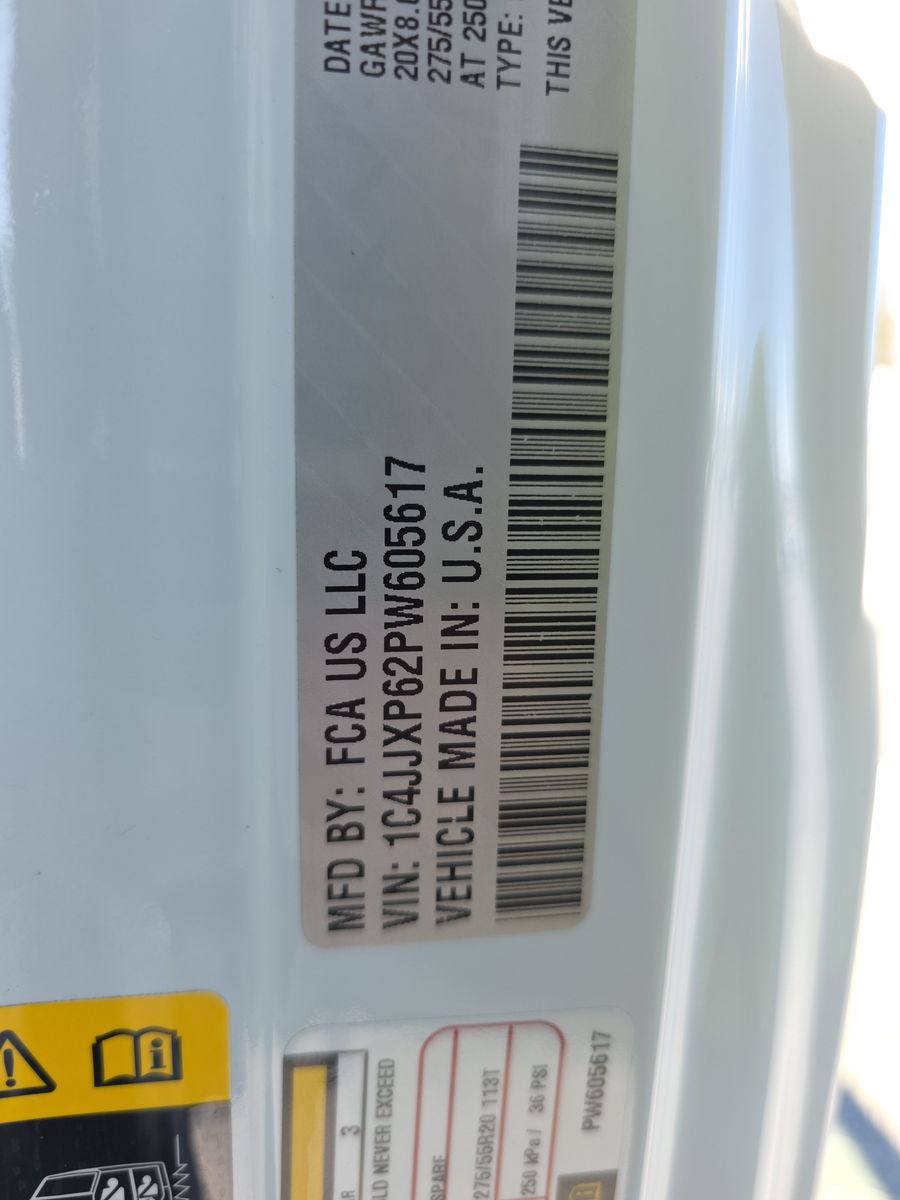 MFD BY: FCA US LLC
VIN: 1C4JJXP62PW605617
VEHICLE MADE IN: U.S.A.
DATE
GAWR
20X8.
275/55
AT 250
TYPE:
THIS VE
3
LD NEVER EXCEED
SPARE
275/55R20 113T
250 kPa / 36 PSI
PW605617